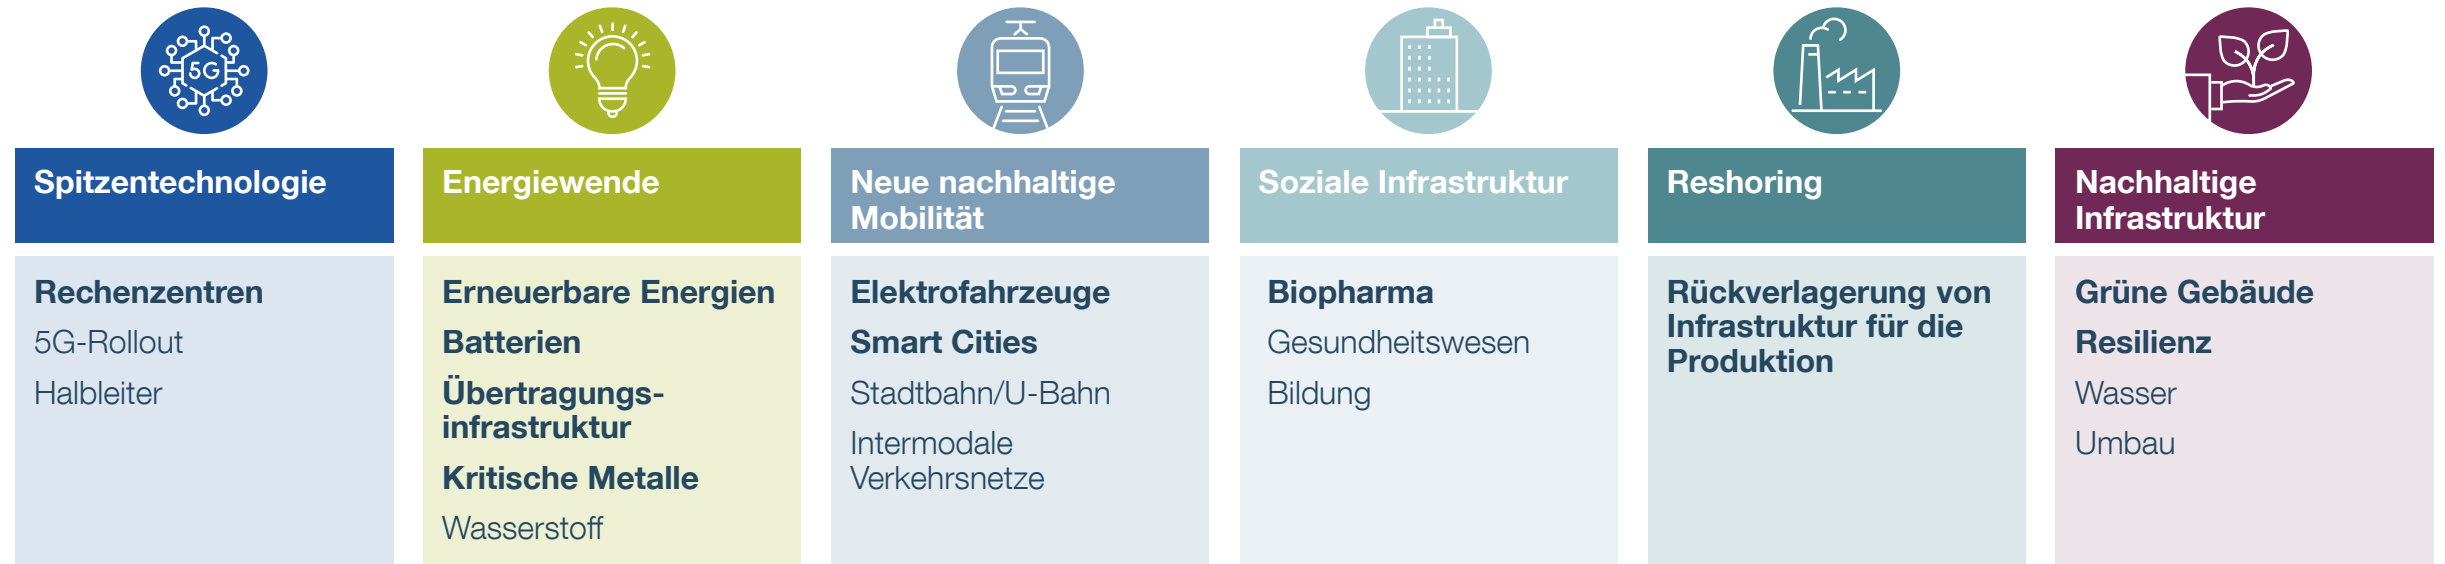 5G
Spitzentechnologie
Rechenzentren
5G-Rollout
Halbleiter
Energiewende
Erneuerbare Energien
Batterien
Übertragungs-
infrastruktur
Kritische Metalle
Wasserstoff
Neue nachhaltige
Mobilität
Elektrofahrzeuge
Smart Cities
Stadtbahn/U-Bahn
Intermodale
Verkehrsnetze
Soziale Infrastruktur
Biopharma
Gesundheitswesen
Bildung
Reshoring
Rückverlagerung von
Infrastruktur für die
Produktion
Nachhaltige
Infrastruktur
Grüne Gebäude
Resilienz
Wasser
Umbau